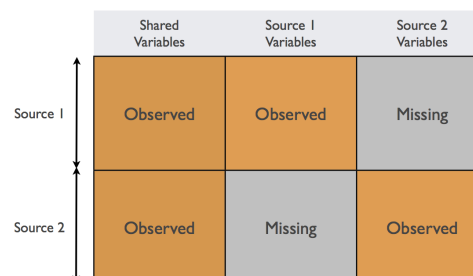 Shared Variables
Source 1 Variables
Source 2 Variables
Source 1
Observed
Observed
Missing
Source 2
Observed
Missing
Observed